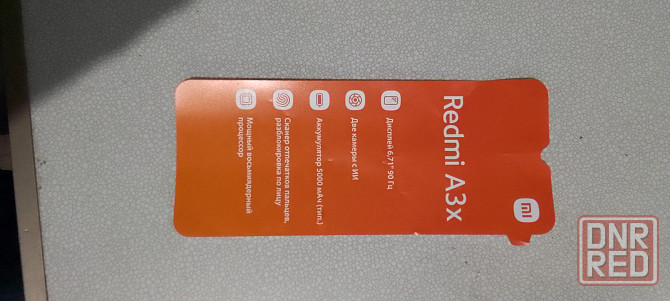 mi
Redmi A3x
Дисплей 6,71" 90 Гц
Две камеры с ИИ
Аккумулятор 5000 мАч (тип.)
Сканер отпечатков пальцев,
разблокировка по лицу
Мощный восьмиядерный
процессор
DNR
RED